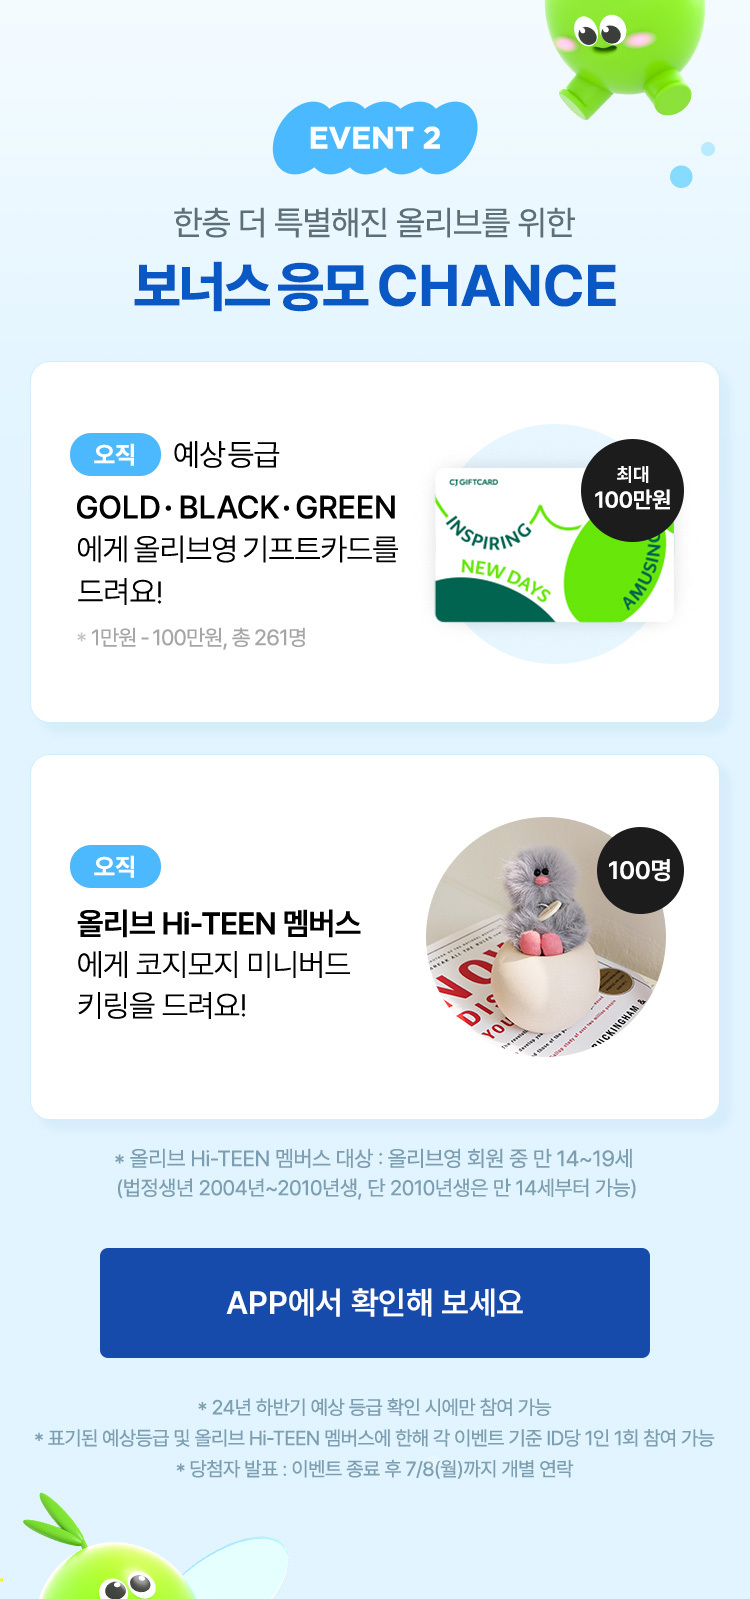 EVENT 2
한층 더 특별해진 올리브를 위한
보너스 응모 CHANCE
오직 예상등급
GOLD· BLACK· GREEN
에게 올리브영 기프트카드를
드려요!
* 1만원 - 100만원, 총 261명
최대
100만원
CJ GIFTCARD
INSPIRING
NEW DAYS
AMUSING
오직
올리브 Hi-TEEN 멤버스
에게 코지모지 미니버드
키링을 드려요!
100명
* 올리브 Hi-TEEN 멤버스 대상 : 올리브영 회원 중 만 14~19세
(법정생년 2004년~2010년생, 단 2010년생은 만 14세부터 가능)
APP에서 확인해 보세요
* 24년 하반기 예상 등급 확인 시에만 참여 가능
* 표기된 예상등급 및 올리브 Hi-TEEN 멤버스에 한해 각 이벤트 기준 ID당 1인 1회 참여 가능
* 당첨자 발표 : 이벤트 종료 후 7/8(월)까지 개별 연락